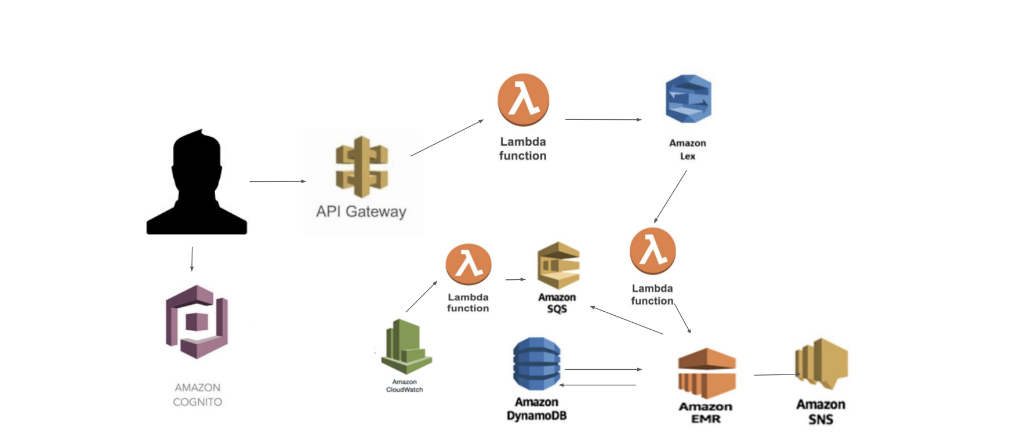 Lambda
function
Amazon
Lex
API Gateway
Lambda
function
Amazon
SQS
Lambda
function
AMAZON
COGNITO
Amazon
CloudWatch
Amazon
DynamoDB
Amazon
EMR
Amazon
SNS